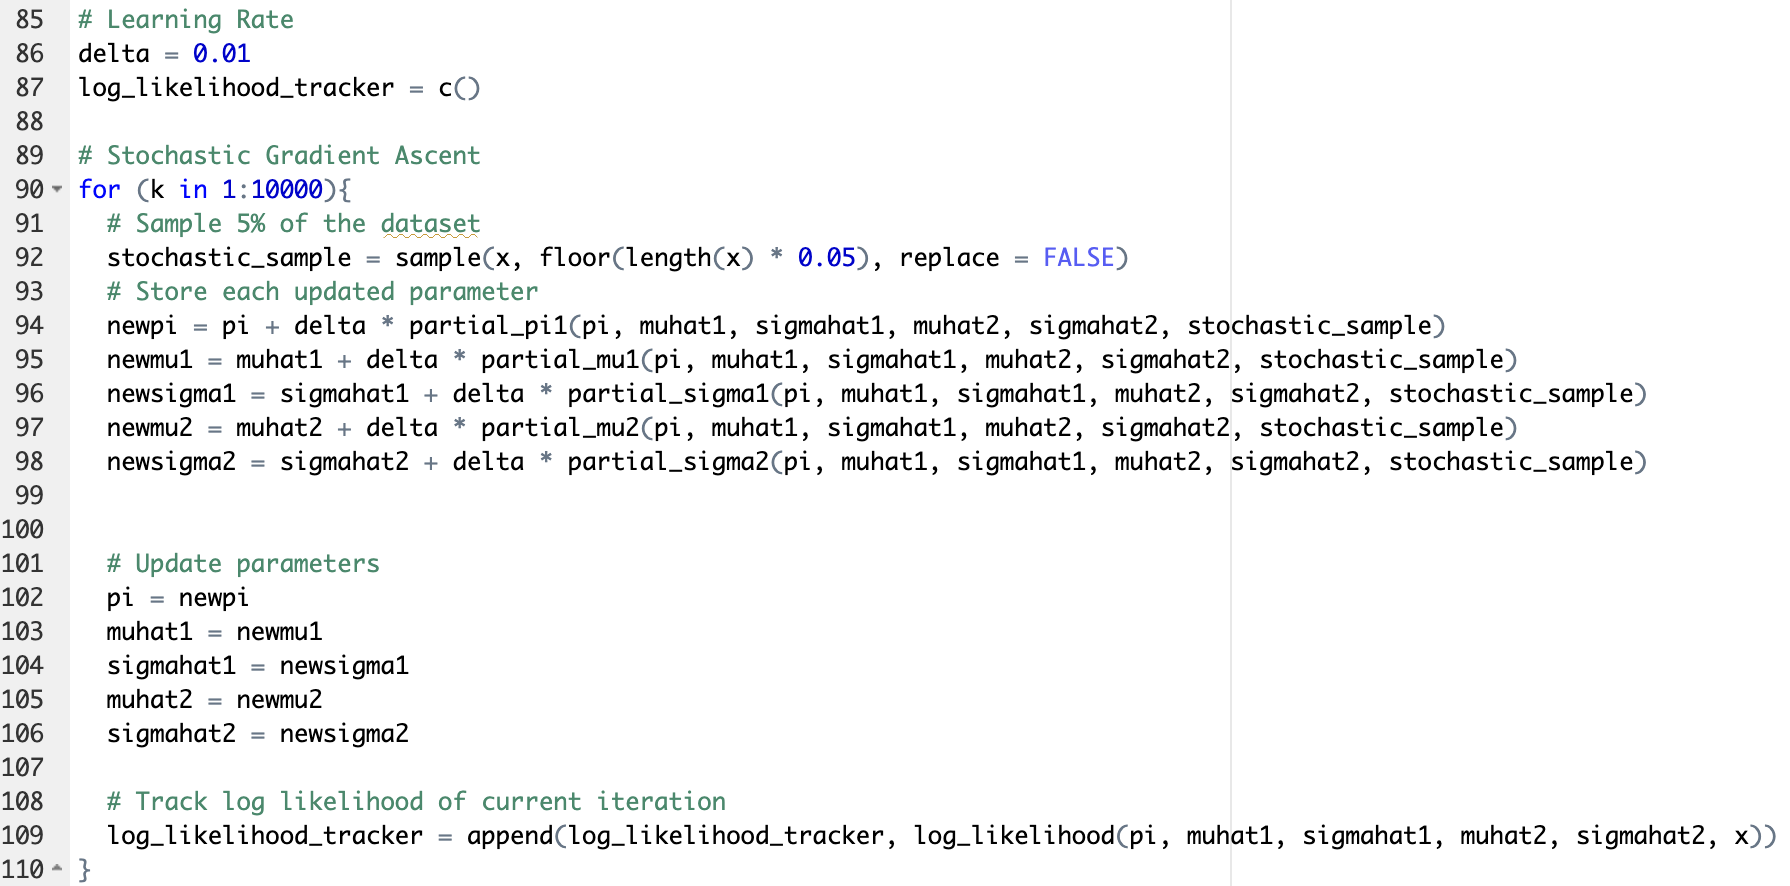 85 # Learning Rate
86 delta = 0.01
87 log_likelihood_tracker = c()
88
89 # Stochastic Gradient Ascent
90 for (k in 1:10000){
91   # Sample 5% of the dataset
92   stochastic_sample = sample(x, floor(length(x) * 0.05), replace = FALSE)
93   # Store each updated parameter
94   newpi = pi + delta * partial_pi1(pi, muhat1, sigmahat1, muhat2, sigmahat2, stochastic_sample)
95   newmu1 = muhat1 + delta * partial_mu1(pi, muhat1, sigmahat1, muhat2, sigmahat2, stochastic_sample)
96   newsigma1 = sigmahat1 + delta * partial_sigma1(pi, muhat1, sigmahat1, muhat2, sigmahat2, stochastic_sample)
97   newmu2 = muhat2 + delta * partial_mu2(pi, muhat1, sigmahat1, muhat2, sigmahat2, stochastic_sample)
98   newsigma2 = sigmahat2 + delta * partial_sigma2(pi, muhat1, sigmahat1, muhat2, sigmahat2, stochastic_sample)
99
100
101   # Update parameters
102   pi = newpi
103   muhat1 = newmu1
104   sigmahat1 = newsigma1
105   muhat2 = newmu2
106   sigmahat2 = newsigma2
107
108   # Track log likelihood of current iteration
109   log_likelihood_tracker = append(log_likelihood_tracker, log_likelihood(pi, muhat1, sigmahat1, muhat2, sigmahat2, x))
110 }